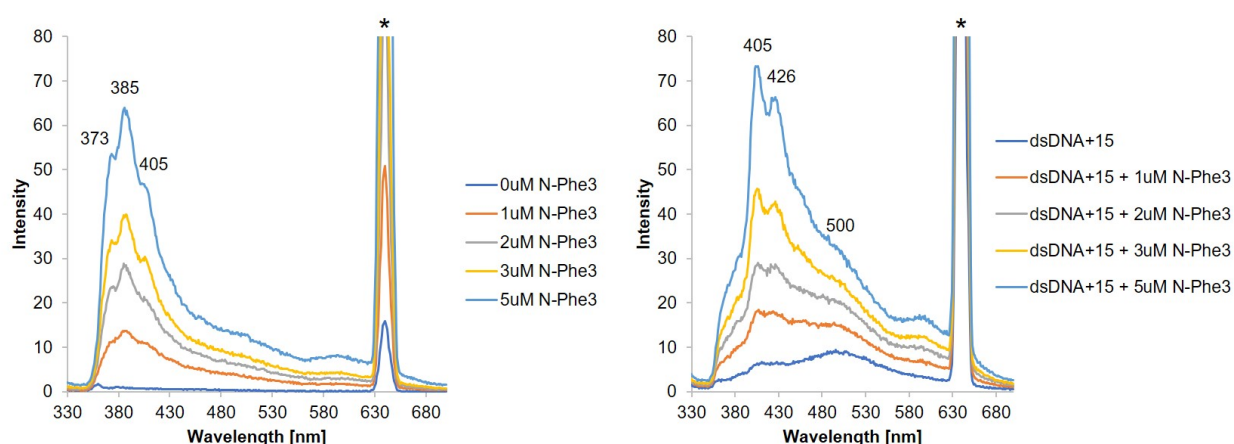 *
80
70
60
50
40
30
20
10
0
Intensity
373
385
405
330 380 430 480 530 580 630 680
Wavelength [nm]
0uM N-Phe3
1uM N-Phe3
2uM N-Phe3
3uM N-Phe3
5uM N-Phe3
*
80
70
60
50
40
30
20
10
0
Intensity
405
426
500
330 380 430 480 530 580 630 680
Wavelength [nm]
dsDNA+15
dsDNA+15 + 1uM N-Phe3
dsDNA+15 + 2uM N-Phe3
dsDNA+15 + 3uM N-Phe3
dsDNA+15 + 5uM N-Phe3